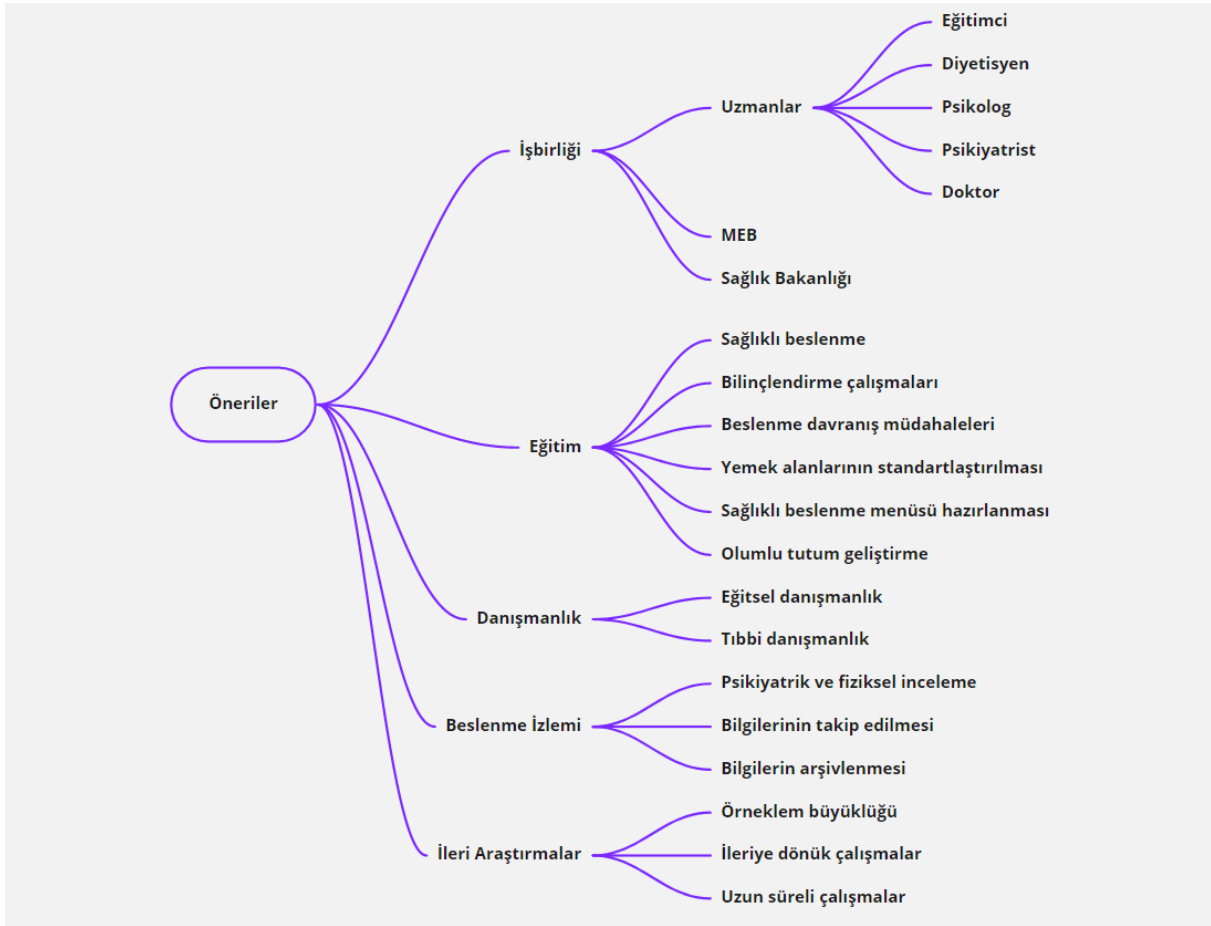 Öneriler
İşbirliği
Uzmanlar
Eğitimci
Diyetisyen
Psikolog
Psikiyatrist
Doktor
MEB
Sağlık Bakanlığı
Eğitim
Sağlıklı beslenme
Bilinçlendirme çalışmaları
Beslenme davranış müdahaleleri
Yemek alanlarının standartlaştırılması
Sağlıklı beslenme menüsü hazırlanması
Olumlu tutum geliştirme
Danışmanlık
Eğitsel danışmanlık
Tıbbi danışmanlık
Beslenme İzlemi
Psikiyatrik ve fiziksel inceleme
Bilgilerinin takip edilmesi
Bilgilerin arşivlenmesi
İleri Araştırmalar
Örneklem büyüklüğü
İleriye dönük çalışmalar
Uzun süreli çalışmalar